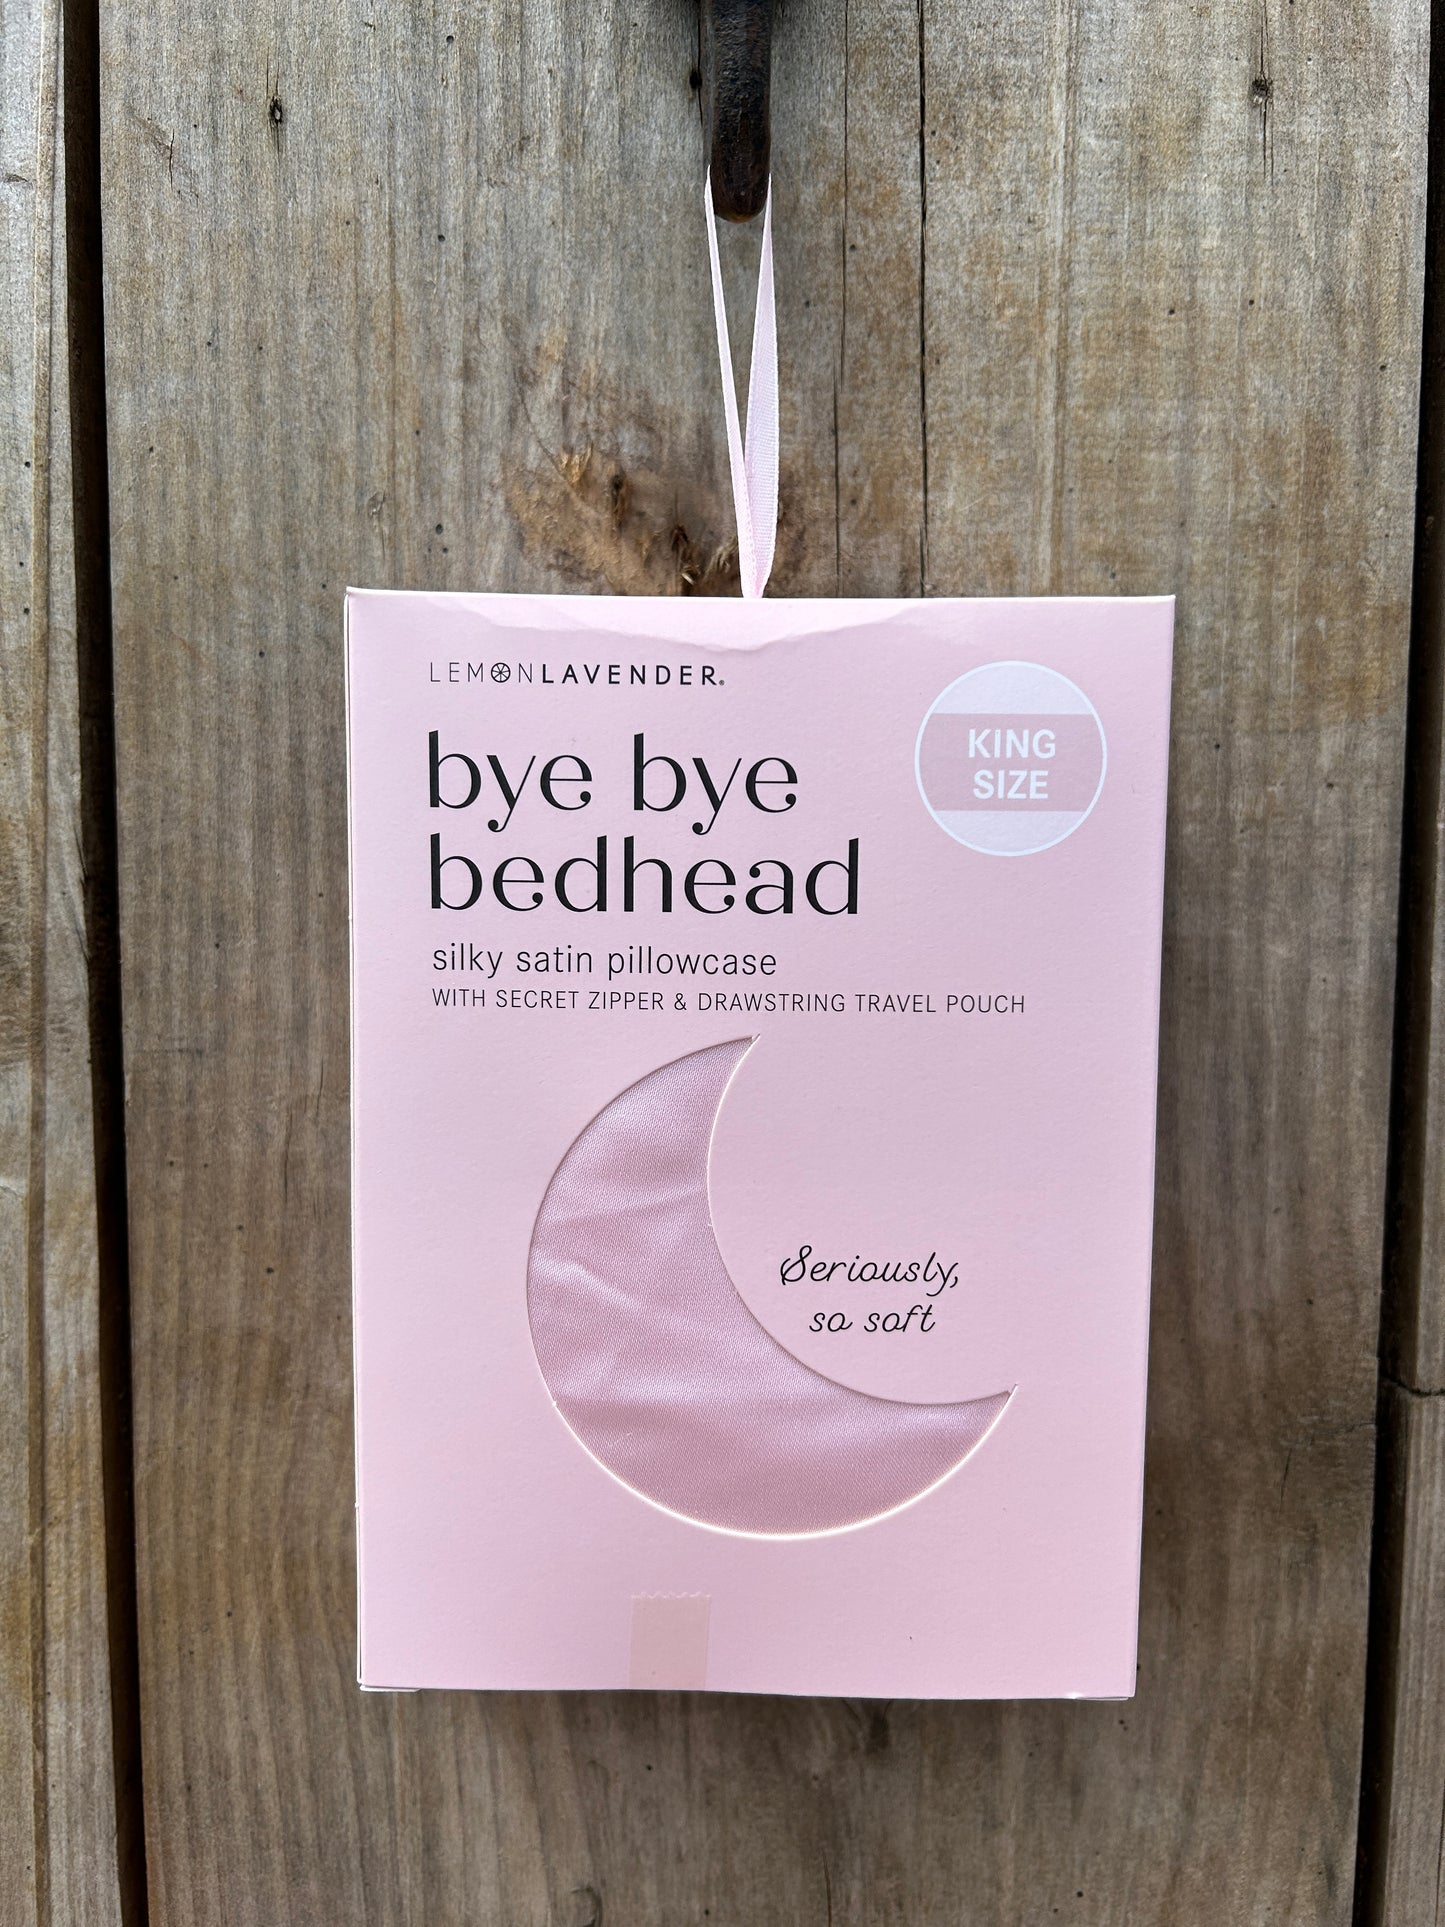 LEMONLAVENDER®
KING
SIZE
bye bye
bedhead
silky satin pillowcase
WITH SECRET ZIPPER & DRAWSTRING TRAVEL POUCH
Seriously,
so soft